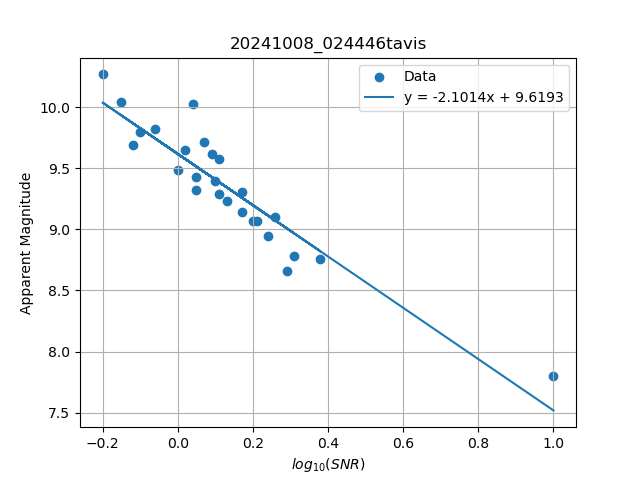 20241008_024446tavis
Data
y = -2.1014x + 9.6193
Apparent Magnitude
10.0
9.5
9.0
8.5
8.0
7.5
−0.2 0.0 0.2 0.4 0.6 0.8 1.0
log₁₀(SNR)